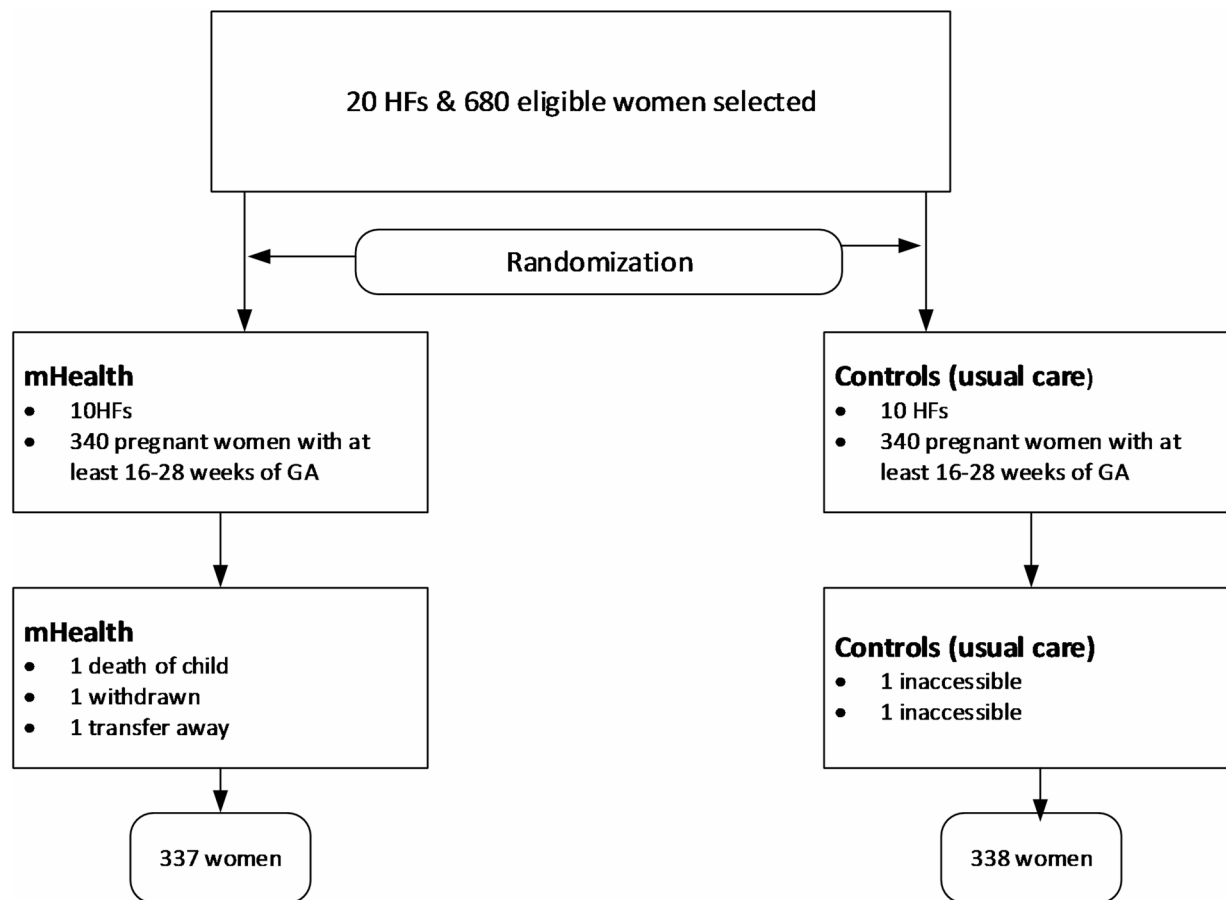 20 HFs & 680 eligible women selected
Randomization
mHealth
• 10HFs
• 340 pregnant women with at
least 16-28 weeks of GA
Controls (usual care)
• 10 HFs
• 340 pregnant women with at
least 16-28 weeks of GA
mHealth
• 1 death of child
• 1 withdrawn
• 1 transfer away
Controls (usual care)
• 1 inaccessible
• 1 inaccessible
337 women
338 women